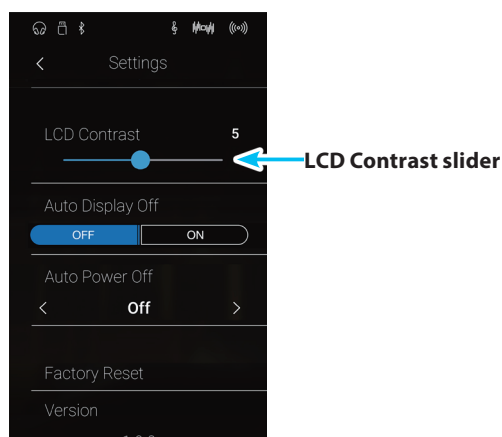 Settings
LCD Contrast 5
LCD Contrast slider
Auto Display Off
OFF ON
Auto Power Off
Off
Factory Reset
Version